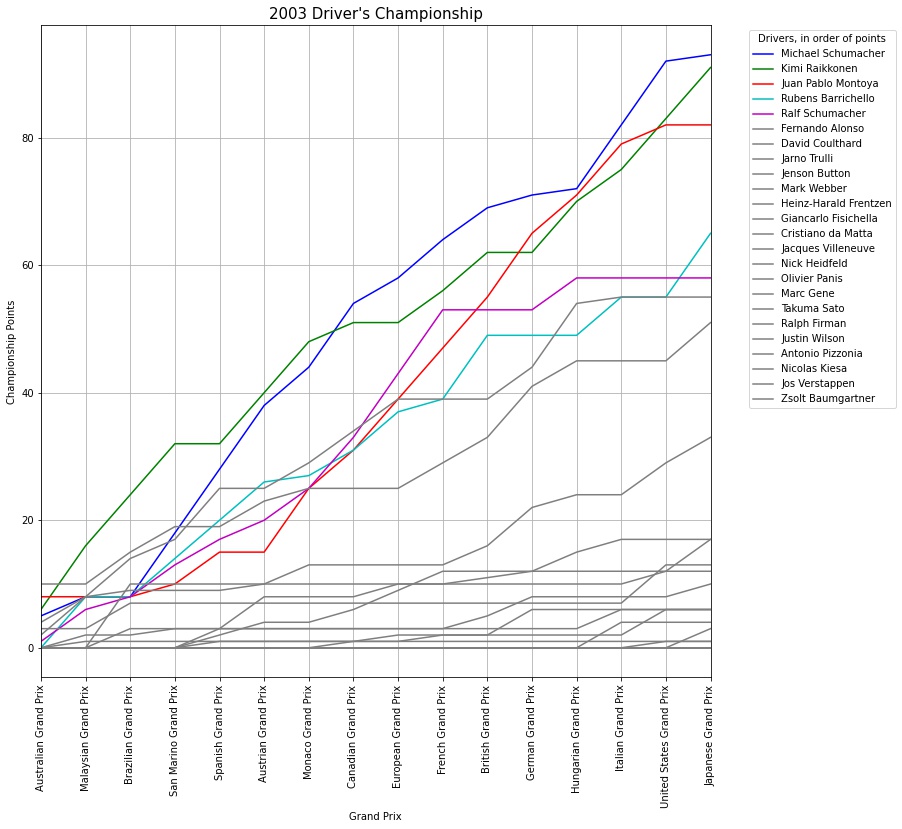 2003 Driver's Championship
Drivers, in order of points
Michael Schumacher
Kimi Raikkonen
Juan Pablo Montoya
Rubens Barrichello
Ralf Schumacher
Fernando Alonso
David Coulthard
Jarno Trulli
Jenson Button
Mark Webber
Heinz-Harald Frentzen
Giancarlo Fisichella
Cristiano da Matta
Jacques Villeneuve
Nick Heidfeld
Olivier Panis
Marc Gene
Takuma Sato
Ralph Firman
Justin Wilson
Antonio Pizzonia
Nicolas Kiesa
Jos Verstappen
Zsolt Baumgartner
Championship Points
80
60
40
20
0
Australian Grand Prix
Malaysian Grand Prix
Brazilian Grand Prix
San Marino Grand Prix
Spanish Grand Prix
Austrian Grand Prix
Monaco Grand Prix
Canadian Grand Prix
European Grand Prix
French Grand Prix
British Grand Prix
German Grand Prix
Hungarian Grand Prix
Italian Grand Prix
United States Grand Prix
Japanese Grand Prix
Grand Prix